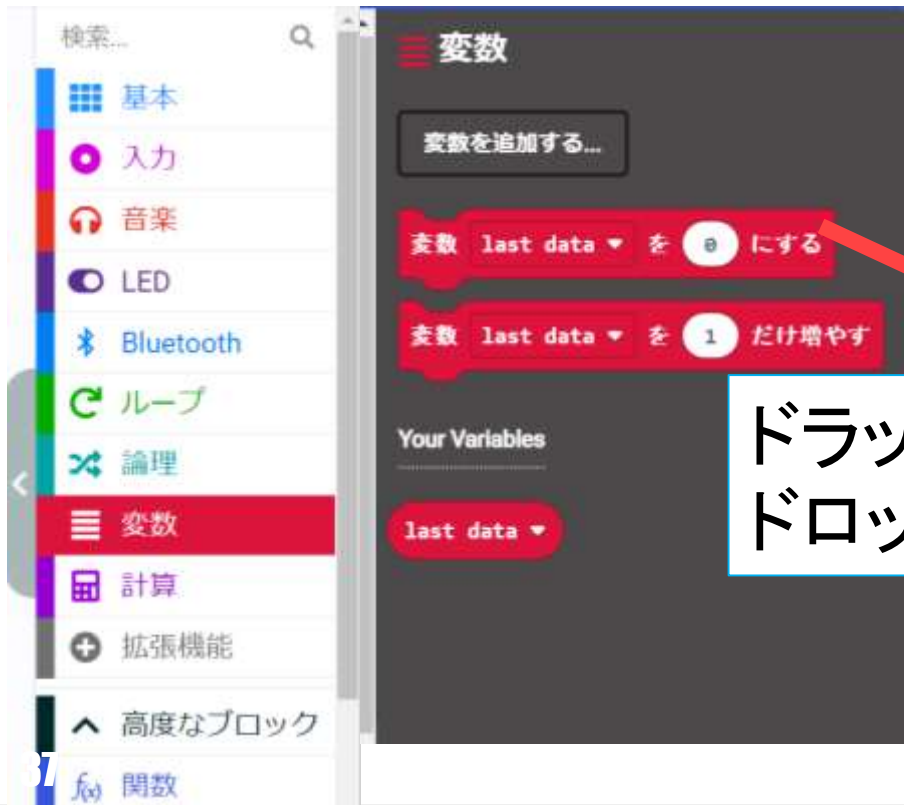 検索...
基本
入力
音楽
LED
Bluetooth
ループ
論理
変数
計算
拡張機能
高度なブロック
関数
変数
変数を追加する...
変数 last data を 0 にする
変数 last data を 1 だけ増やす
Your Variables
last data
ドラッ
ドロッ